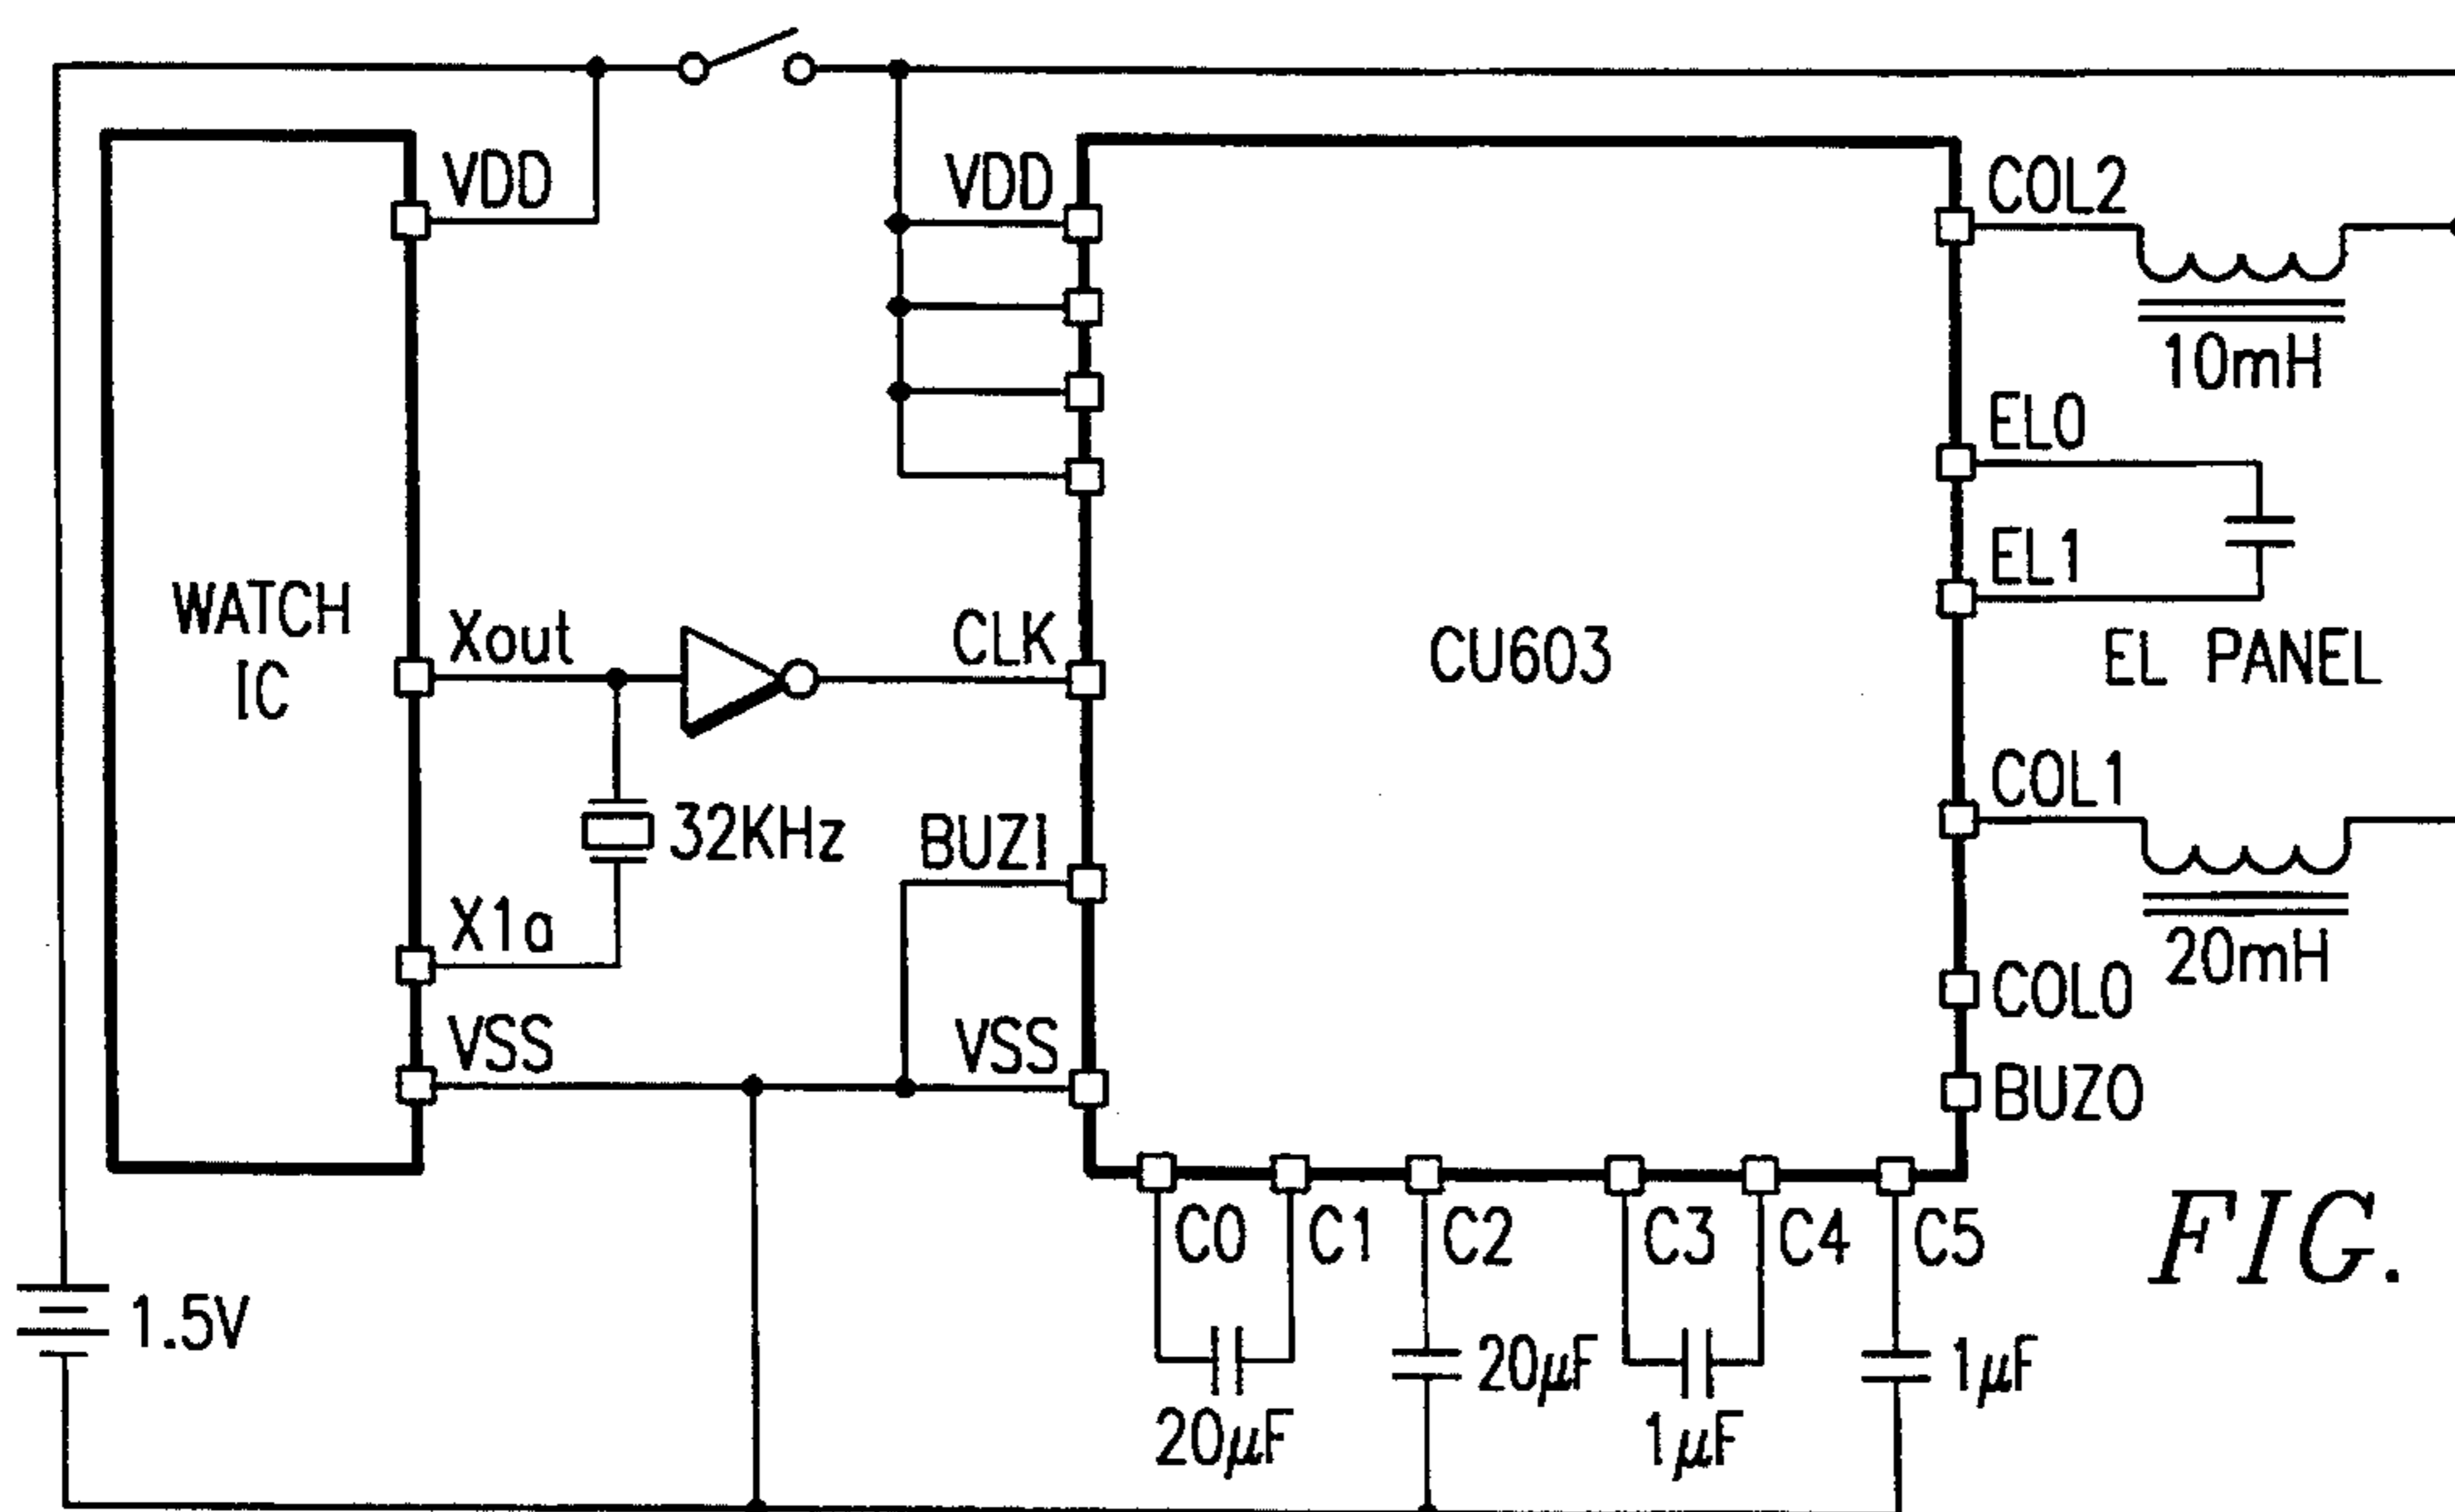 VDD
VDD
COL2
10mH
EL0
EL1
EL PANEL
WATCH
IC
Xout
CLK
CU603
32KHz
BUZI
COL1
20mH
X1a
COL0
VSS
VSS
BUZO
C0
C1
C2
C3
C4
C5
FIG.
1.5V
20µF
20µF
1µF
1µF